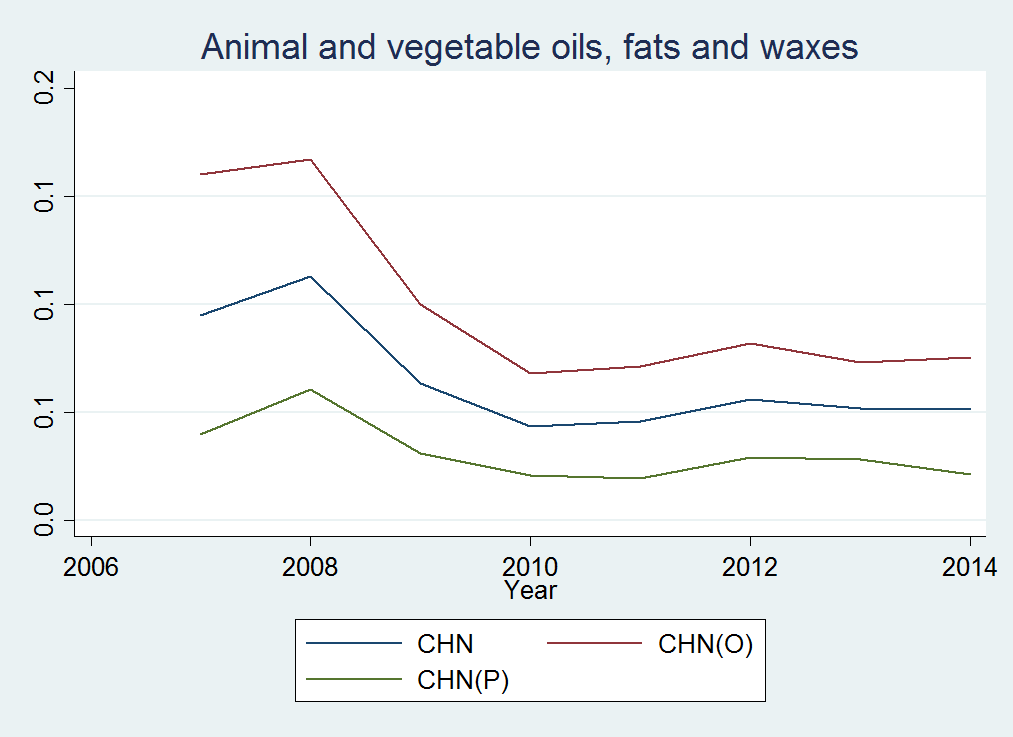 Animal and vegetable oils, fats and waxes
0.2
0.1
0.1
0.1
0.0
2006 2008 2010 2012 2014
Year
CHN CHN(O)
CHN(P)